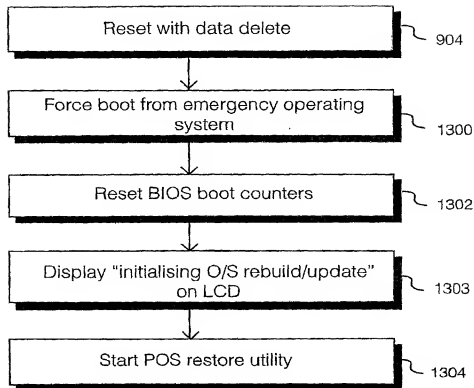 Reset with data delete
904
Force boot from emergency operating
system
1300
Reset BIOS boot counters
1302
Display “initialising O/S rebuild/update”
on LCD
1303
Start POS restore utility
1304